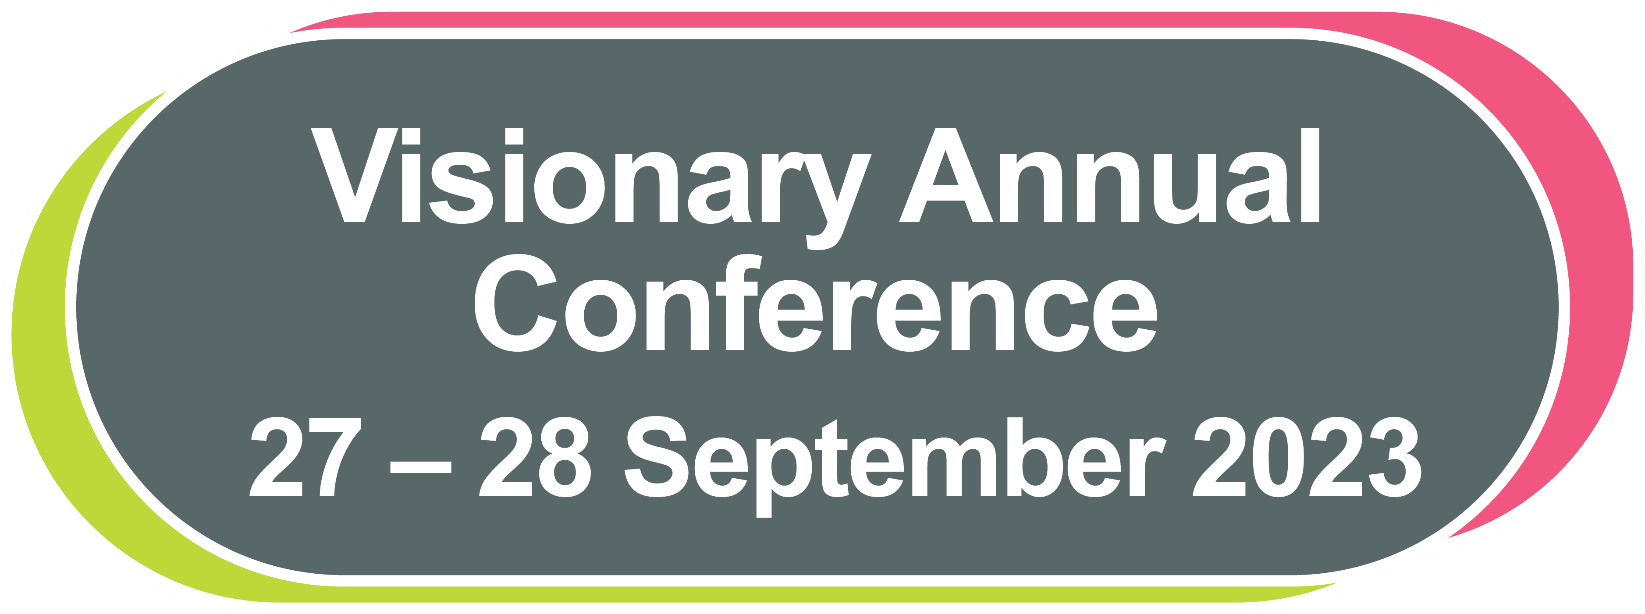 Visionary Annual
Conference
27 – 28 September 2023